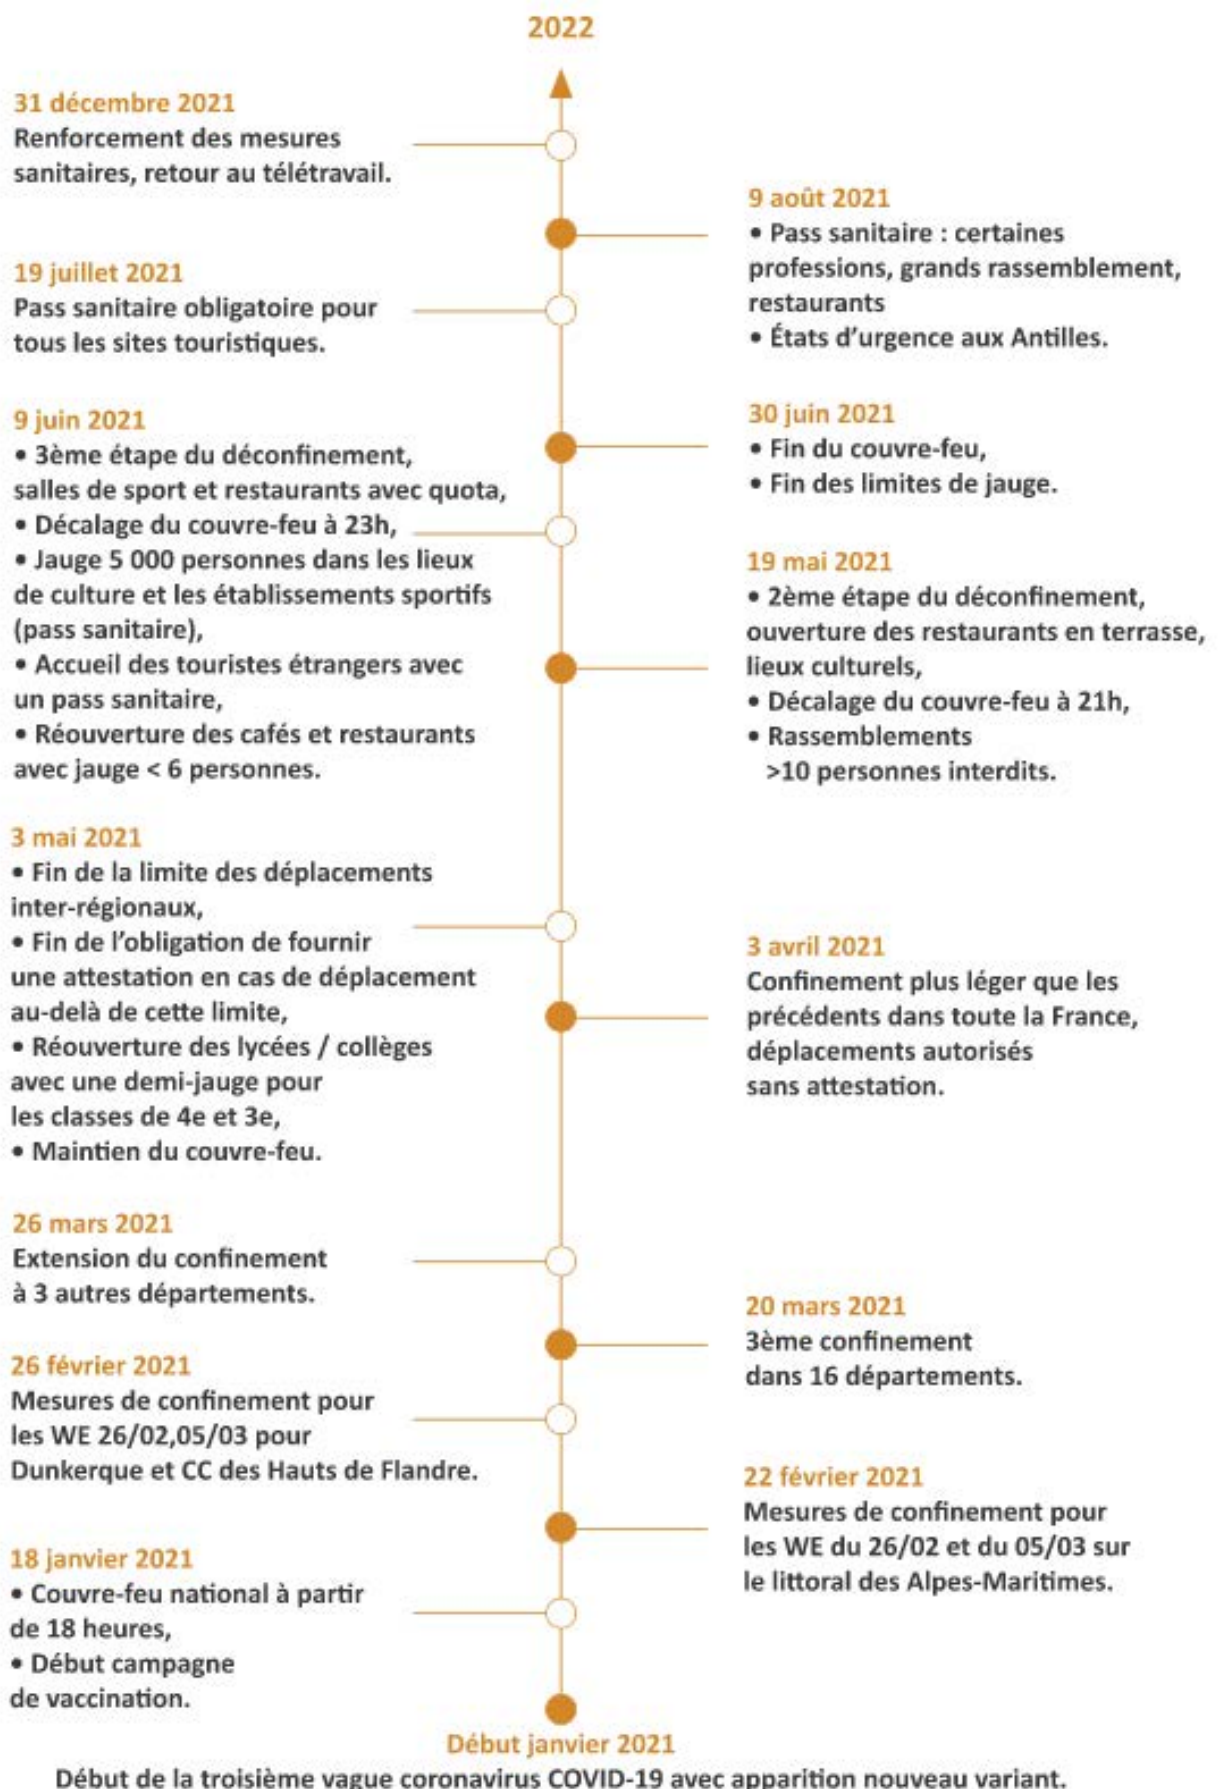 2022
31 décembre 2021
Renforcement des mesures
sanitaires, retour au télétravail.
9 août 2021
• Pass sanitaire : certaines
professions, grands rassemblement,
restaurants
• États d’urgence aux Antilles.
19 juillet 2021
Pass sanitaire obligatoire pour
tous les sites touristiques.
30 juin 2021
• Fin du couvre-feu,
• Fin des limites de jauge.
9 juin 2021
• 3ème étape du déconfinement,
salles de sport et restaurants avec quota,
• Décalage du couvre-feu à 23h,
• Jauge 5 000 personnes dans les lieux
de culture et les établissements sportifs
(pass sanitaire),
• Accueil des touristes étrangers avec
un pass sanitaire,
• Réouverture des cafés et restaurants
avec jauge < 6 personnes.
19 mai 2021
• 2ème étape du déconfinement,
ouverture des restaurants en terrasse,
lieux culturels,
• Décalage du couvre-feu à 21h,
• Rassemblements
>10 personnes interdits.
3 mai 2021
• Fin de la limite des déplacements
inter-régionaux,
• Fin de l’obligation de fournir
une attestation en cas de déplacement
au-delà de cette limite,
• Réouverture des lycées / collèges
avec une demi-jauge pour
les classes de 4e et 3e,
• Maintien du couvre-feu.
3 avril 2021
Confinement plus léger que les
précédents dans toute la France,
déplacements autorisés
sans attestation.
26 mars 2021
Extension du confinement
à 3 autres départements.
20 mars 2021
3ème confinement
dans 16 départements.
26 février 2021
Mesures de confinement pour
les WE 26/02,05/03 pour
Dunkerque et CC des Hauts de Flandre.
22 février 2021
Mesures de confinement pour
les WE du 26/02 et du 05/03 sur
le littoral des Alpes-Maritimes.
18 janvier 2021
• Couvre-feu national à partir
de 18 heures,
• Début campagne
de vaccination.
Début janvier 2021
Début de la troisième vague coronavirus COVID-19 avec apparition nouveau variant.